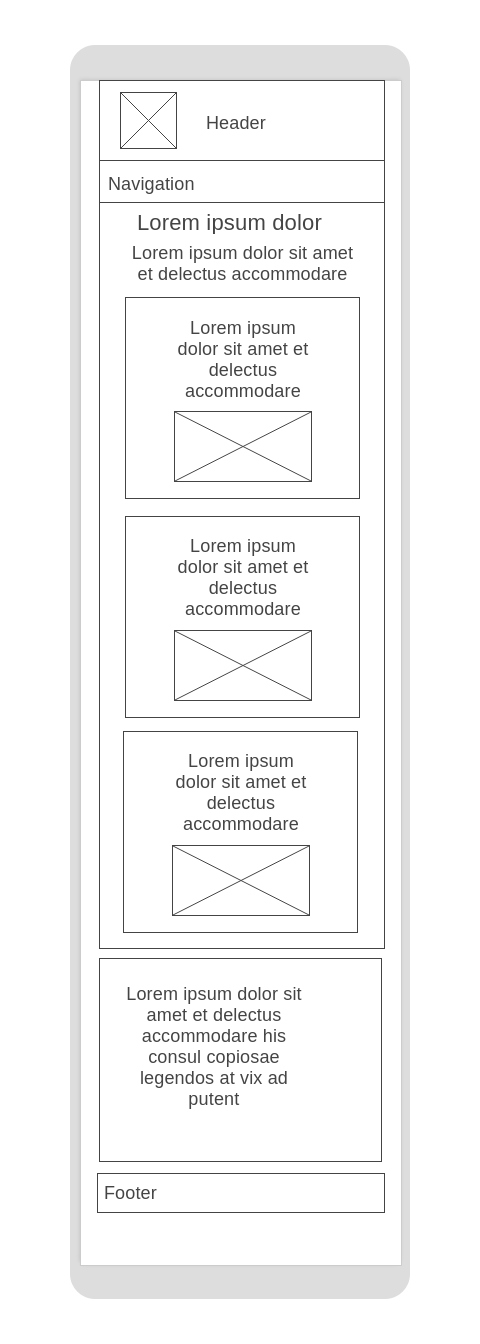 Header
Navigation
Lorem ipsum dolor
Lorem ipsum dolor sit amet
et delectus accommodare
Lorem ipsum
dolor sit amet et
delectus
accommodare
Lorem ipsum
dolor sit amet et
delectus
accommodare
Lorem ipsum
dolor sit amet et
delectus
accommodare
Lorem ipsum dolor sit
amet et delectus
accommodare his
consul copiosae
legendos at vix ad
putent
Footer